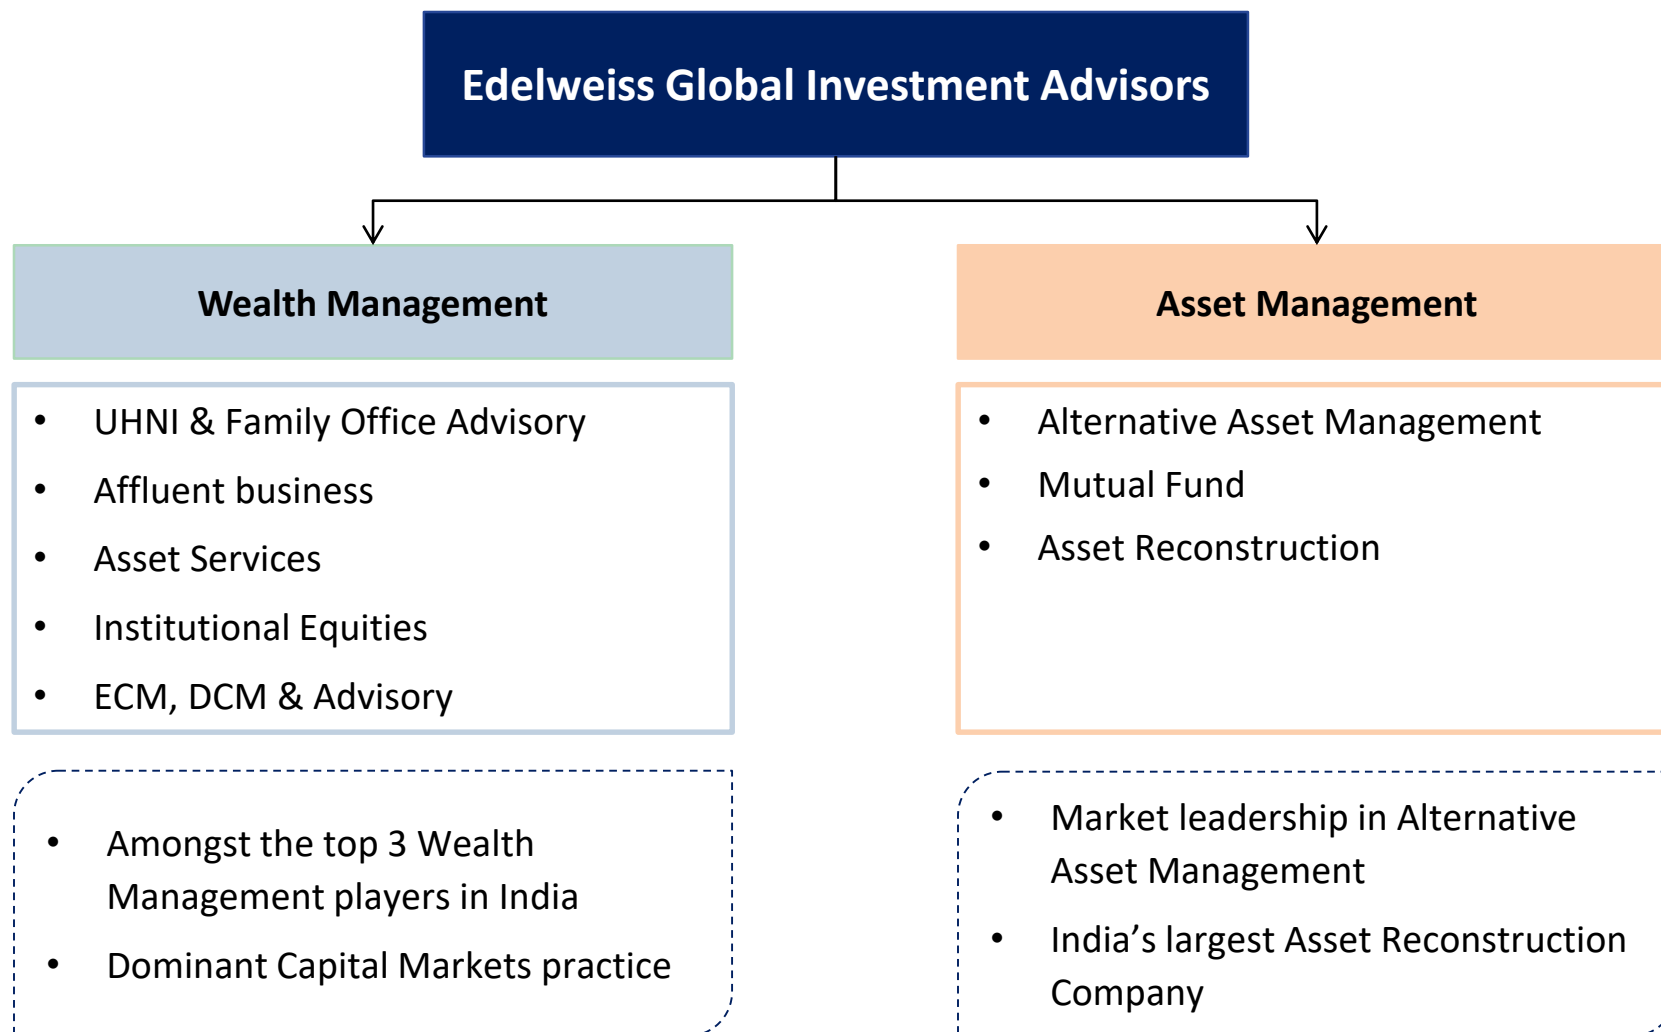 Edelweiss Global Investment Advisors
Wealth Management
• UHNI & Family Office Advisory
• Affluent business
• Asset Services
• Institutional Equities
• ECM, DCM & Advisory
• Amongst the top 3 Wealth
Management players in India
• Dominant Capital Markets practice
Asset Management
• Alternative Asset Management
• Mutual Fund
• Asset Reconstruction
• Market leadership in Alternative
Asset Management
• India’s largest Asset Reconstruction
Company